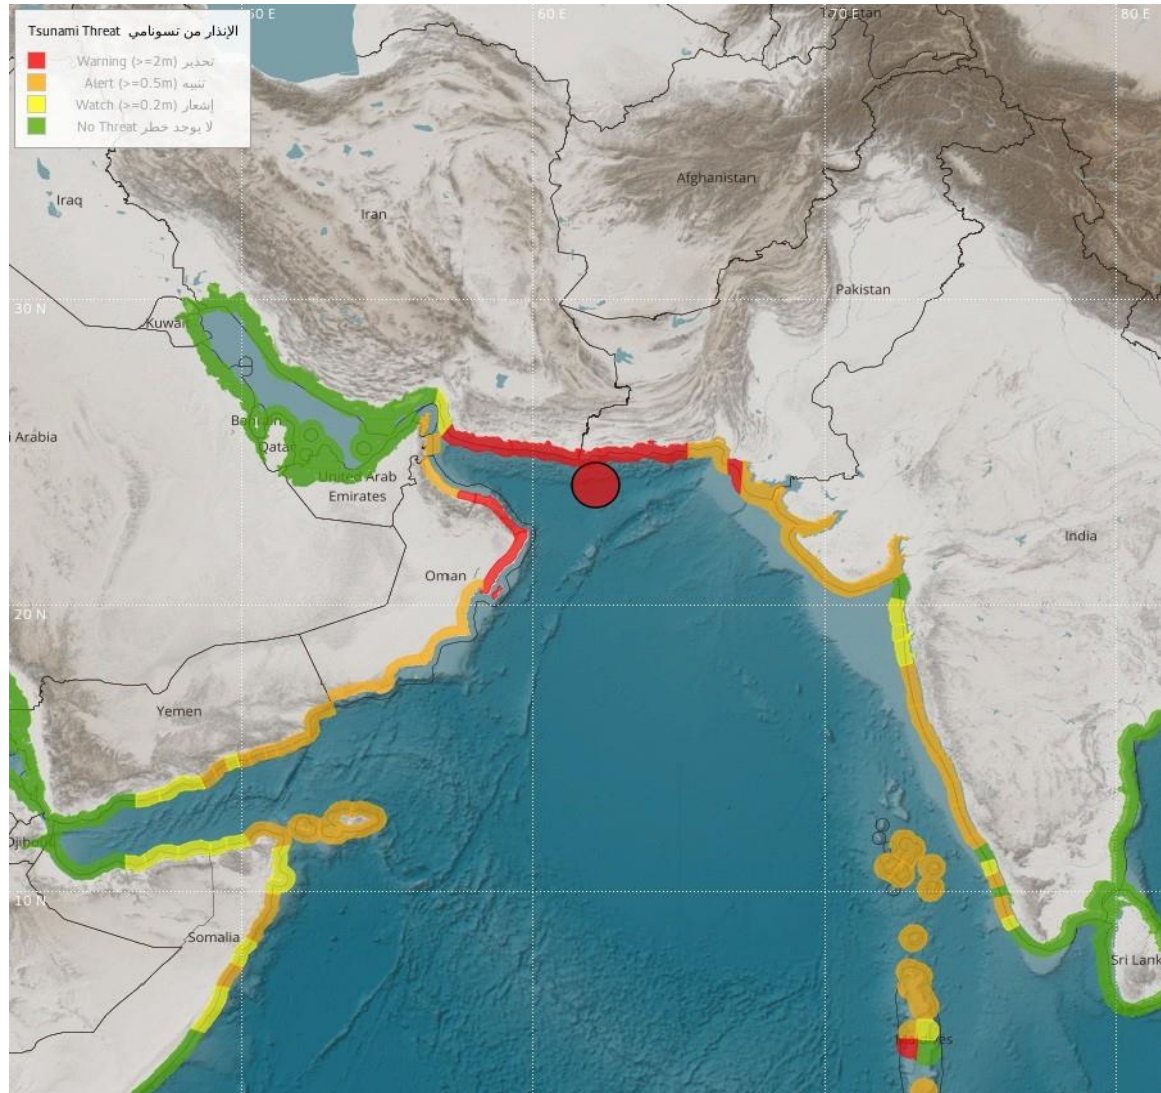 Tsunami Threat الإنذار من تسونامي
Warning (>=2m) تحذير
Alert (>=0.5m) تنبيه
Watch (>=0.2m) إشعار
No Threat لا يوجد خطر
50 E
60 E
70 E
80 E
Afghanistan
Iraq
Iran
Pakistan
30 N
Kuwait
Bahrain
i Arabia
Qatar
United Arab
Emirates
India
Oman
20 N
Yemen
Djibouti
10 N
Somalia
Sri Lank